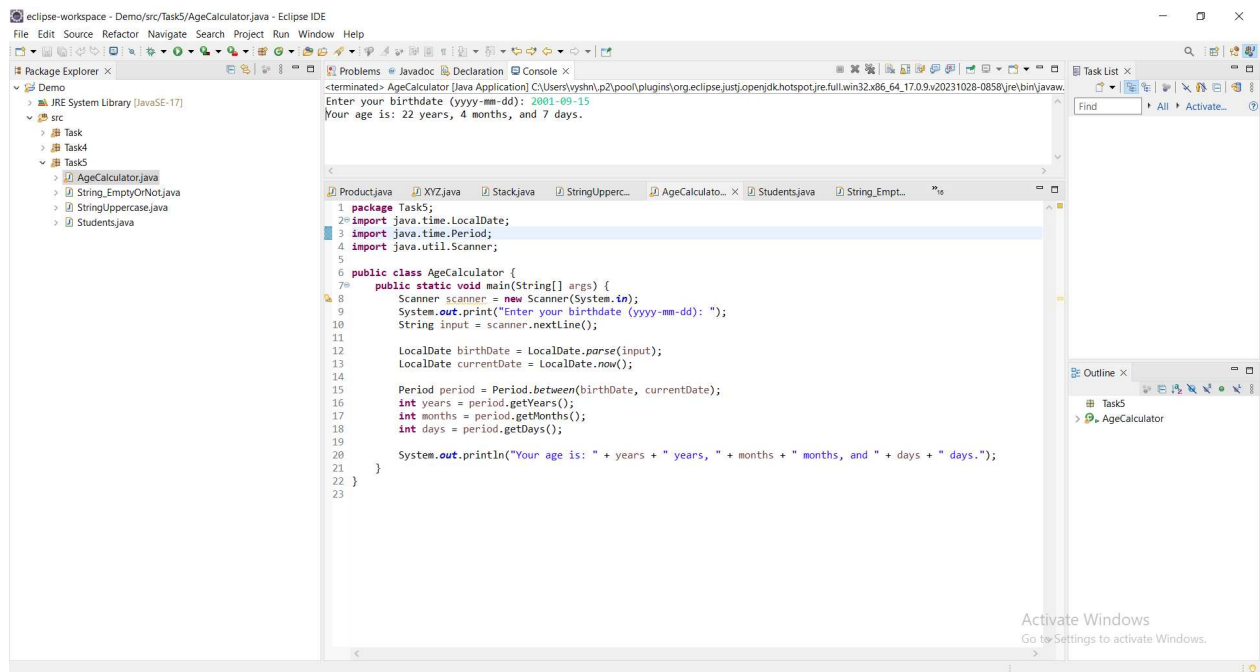 eclipse-workspace - Demo/src/Task5/AgeCalculator.java - Eclipse IDE
File Edit Source Refactor Navigate Search Project Run Window Help
Package Explorer
Demo
JRE System Library [JavaSE-17]
src
Task
Task4
Task5
AgeCalculator.java
String_EmptyOrNot.java
StringUppercase.java
Students.java
Problems Javadoc Declaration Console
<terminated> AgeCalculator [Java Application] C:\Users\vyshn\.p2\pool\plugins\org.eclipse.justj.openjdk.hotspot.jre.full.win32.x86_64_17.0.9.v20231028-0858\jre\bin\javaw.
Enter your birthdate (yyyy-mm-dd): 2001-09-15
Your age is: 22 years, 4 months, and 7 days.
Product.java XYZ.java Stack.java StringUpperc... AgeCalculato... Students.java String_Empt... »16
1 package Task5;
2 import java.time.LocalDate;
3 import java.time.Period;
4 import java.util.Scanner;
5
6 public class AgeCalculator {
7     public static void main(String[] args) {
8         Scanner scanner = new Scanner(System.in);
9         System.out.print("Enter your birthdate (yyyy-mm-dd): ");
10         String input = scanner.nextLine();
11
12         LocalDate birthDate = LocalDate.parse(input);
13         LocalDate currentDate = LocalDate.now();
14
15         Period period = Period.between(birthDate, currentDate);
16         int years = period.getYears();
17         int months = period.getMonths();
18         int days = period.getDays();
19
20         System.out.println("Your age is: " + years + " years, " + months + " months, and " + days + " days.");
21     }
22 }
23
Task List
Find All Activate...
Outline
Task5
AgeCalculator
Activate Windows
Go to Settings to activate Windows.